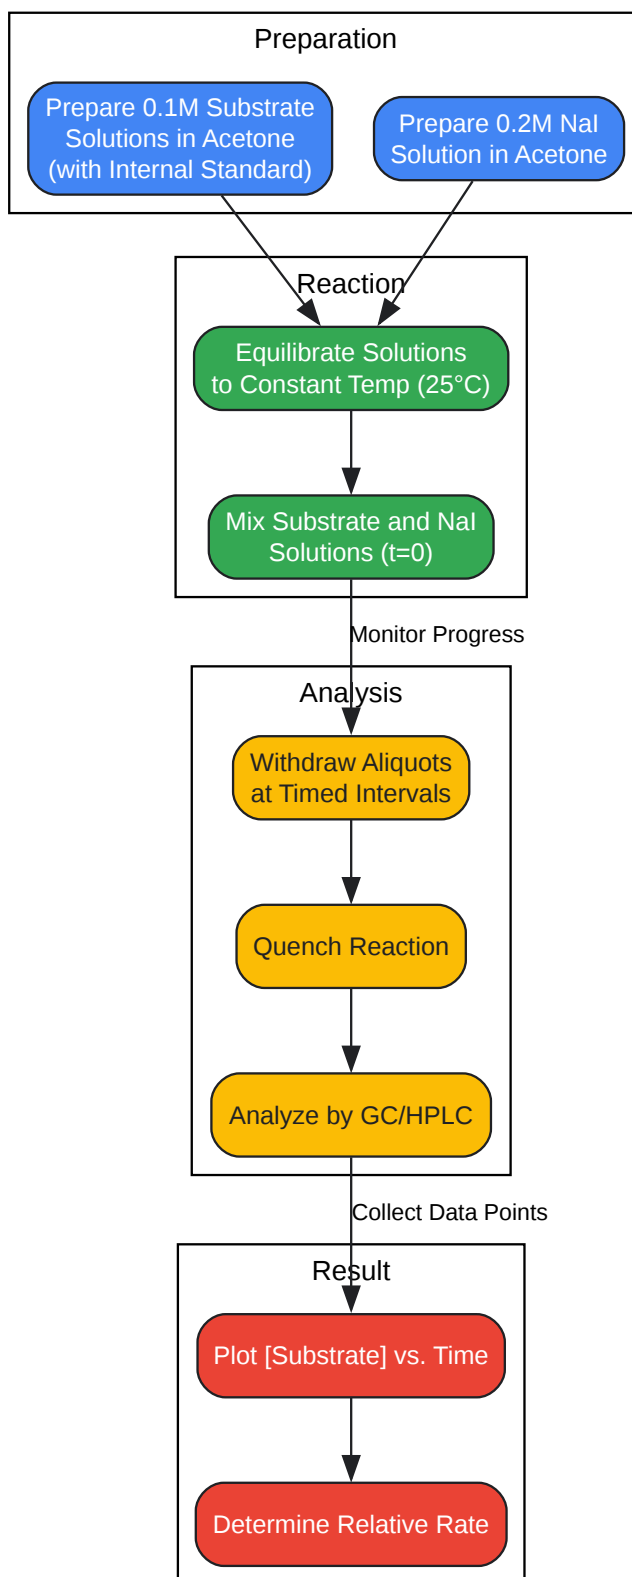 Preparation
Prepare 0.1M Substrate
Solutions in Acetone
(with Internal Standard)
Prepare 0.2M NaI
Solution in Acetone
Reaction
Equilibrate Solutions
to Constant Temp (25°C)
Mix Substrate and NaI
Solutions (t=0)
Monitor Progress
Analysis
Withdraw Aliquots
at Timed Intervals
Quench Reaction
Analyze by GC/HPLC
Collect Data Points
Result
Plot [Substrate] vs. Time
Determine Relative Rate